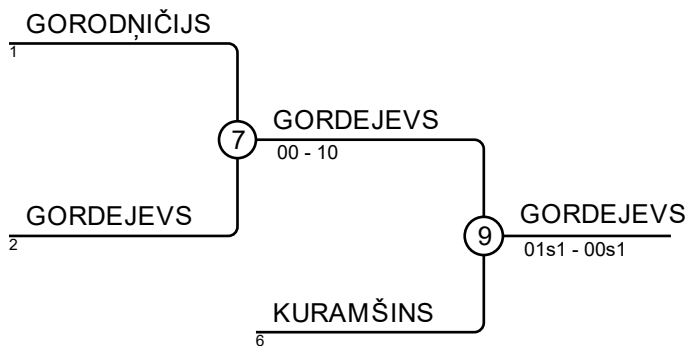 GORODŅIČIJS
1
7
GORDEJEVS
00 - 10
GORDEJEVS
2
9
GORDEJEVS
01s1 - 00s1
KURAMŠINS
6